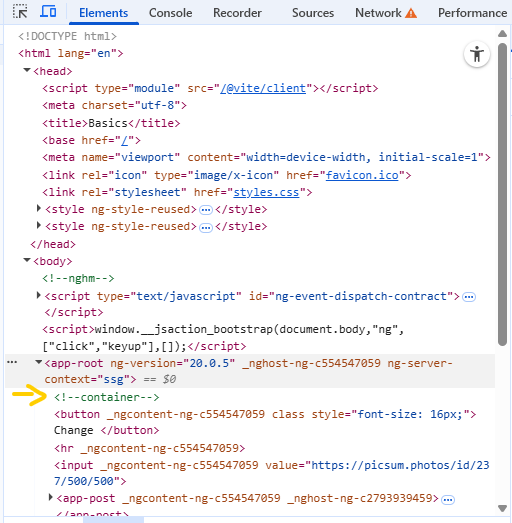 Elements Console Recorder Sources Network Performance
<!DOCTYPE html>
<html lang="en">
<head>
<script type="module" src="/@vite/client"></script>
<meta charset="utf-8">
<title>Basics</title>
<base href="/">
<meta name="viewport" content="width=device-width, initial-scale=1">
<link rel="icon" type="image/x-icon" href="favicon.ico">
<link rel="stylesheet" href="styles.css">
<style ng-style-reused>…</style>
<style ng-style-reused>…</style>
</head>
<body>
<!--nghm-->
<script type="text/javascript" id="ng-event-dispatch-contract">…
</script>
<script>window.__jsaction_bootstrap(document.body,"ng",
["click","keyup"],[]);</script>
… <app-root ng-version="20.0.5" _nghost-ng-c554547059 ng-server-
context="ssg"> == $0
<!--container-->
<button _ngcontent-ng-c554547059 class style="font-size: 16px;">
Change </button>
<hr _ngcontent-ng-c554547059>
<input _ngcontent-ng-c554547059 value="https://picsum.photos/id/23
7/500/500">
<app-post _ngcontent-ng-c554547059 _nghost-ng-c2793939459>…
</app-post>